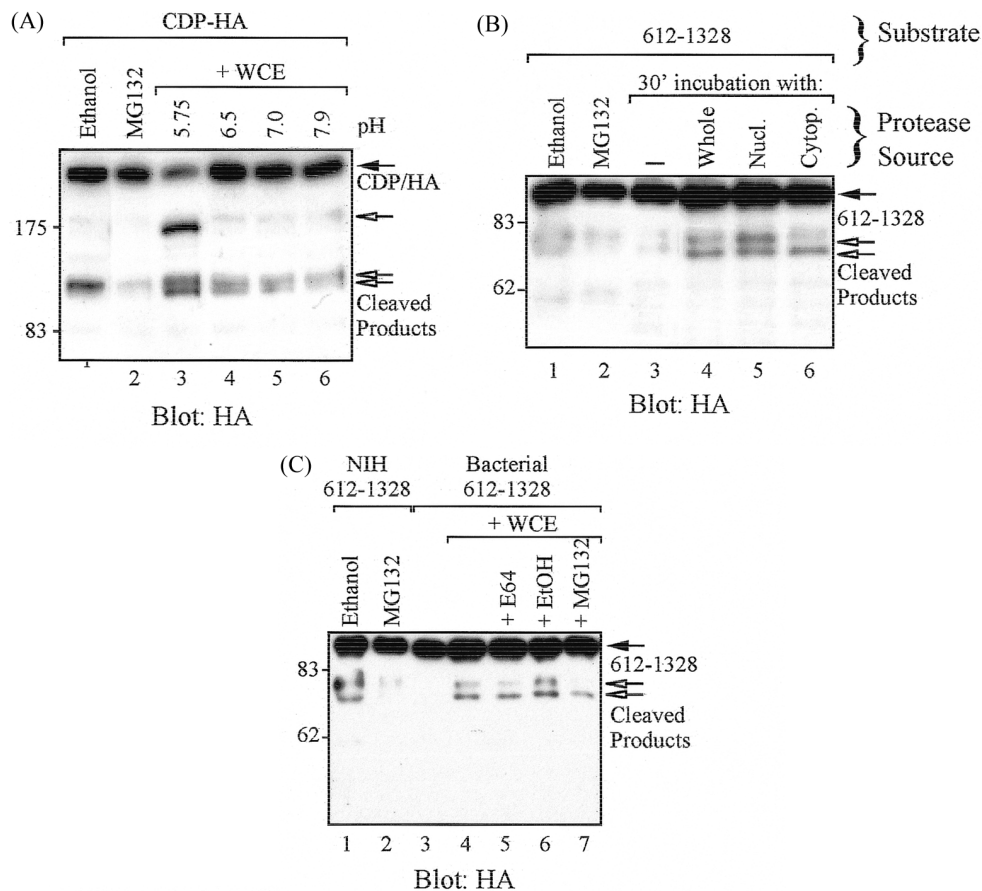 (A)
CDP-HA
+ WCE
Ethanol
MG132
5.75
6.5
7.0
7.9
pH
CDP/HA
175
83
Cleaved
Products
1
2
3
4
5
6
Blot: HA
(B)
612-1328
} Substrate
30' incubation with:
Ethanol
MG132
–
Whole
Nucl.
Cytop.
} Protease
Source
83
612-1328
62
Cleaved
Products
1
2
3
4
5
6
Blot: HA
(C)
NIH
612-1328
Bacterial
612-1328
+ WCE
Ethanol
MG132
+ E64
+ EtOH
+ MG132
83
612-1328
62
Cleaved
Products
1
2
3
4
5
6
7
Blot: HA